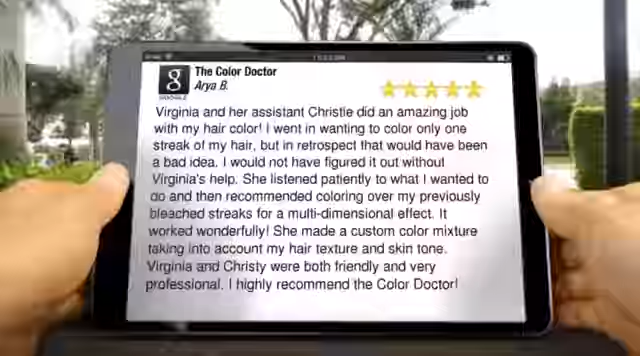 The Color Doctor
Arya B.
Virginia and her assistant Christie did an amazing job
with my hair color! I went in wanting to color only one
streak of my hair, but in retrospect that would have been
a bad idea. I would not have figured it out without
Virginia's help. She listened patiently to what I wanted to
do and then recommended coloring over my previously
bleached streaks for a multi-dimensional effect. It
worked wonderfully! She made a custom color mixture
taking into account my hair texture and skin tone.
Virginia and Christy were both friendly and very
professional. I highly recommend the Color Doctor!